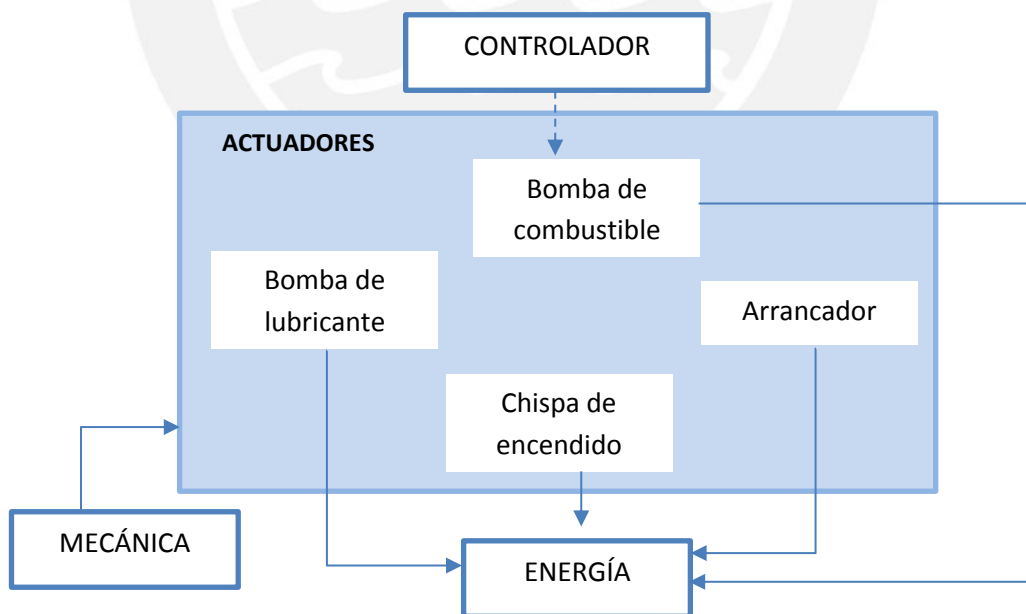 CONTROLADOR
ACTUADORES
Bomba de
combustible
Bomba de
lubricante
Arrancador
Chispa de
encendido
MECÁNICA
ENERGÍA